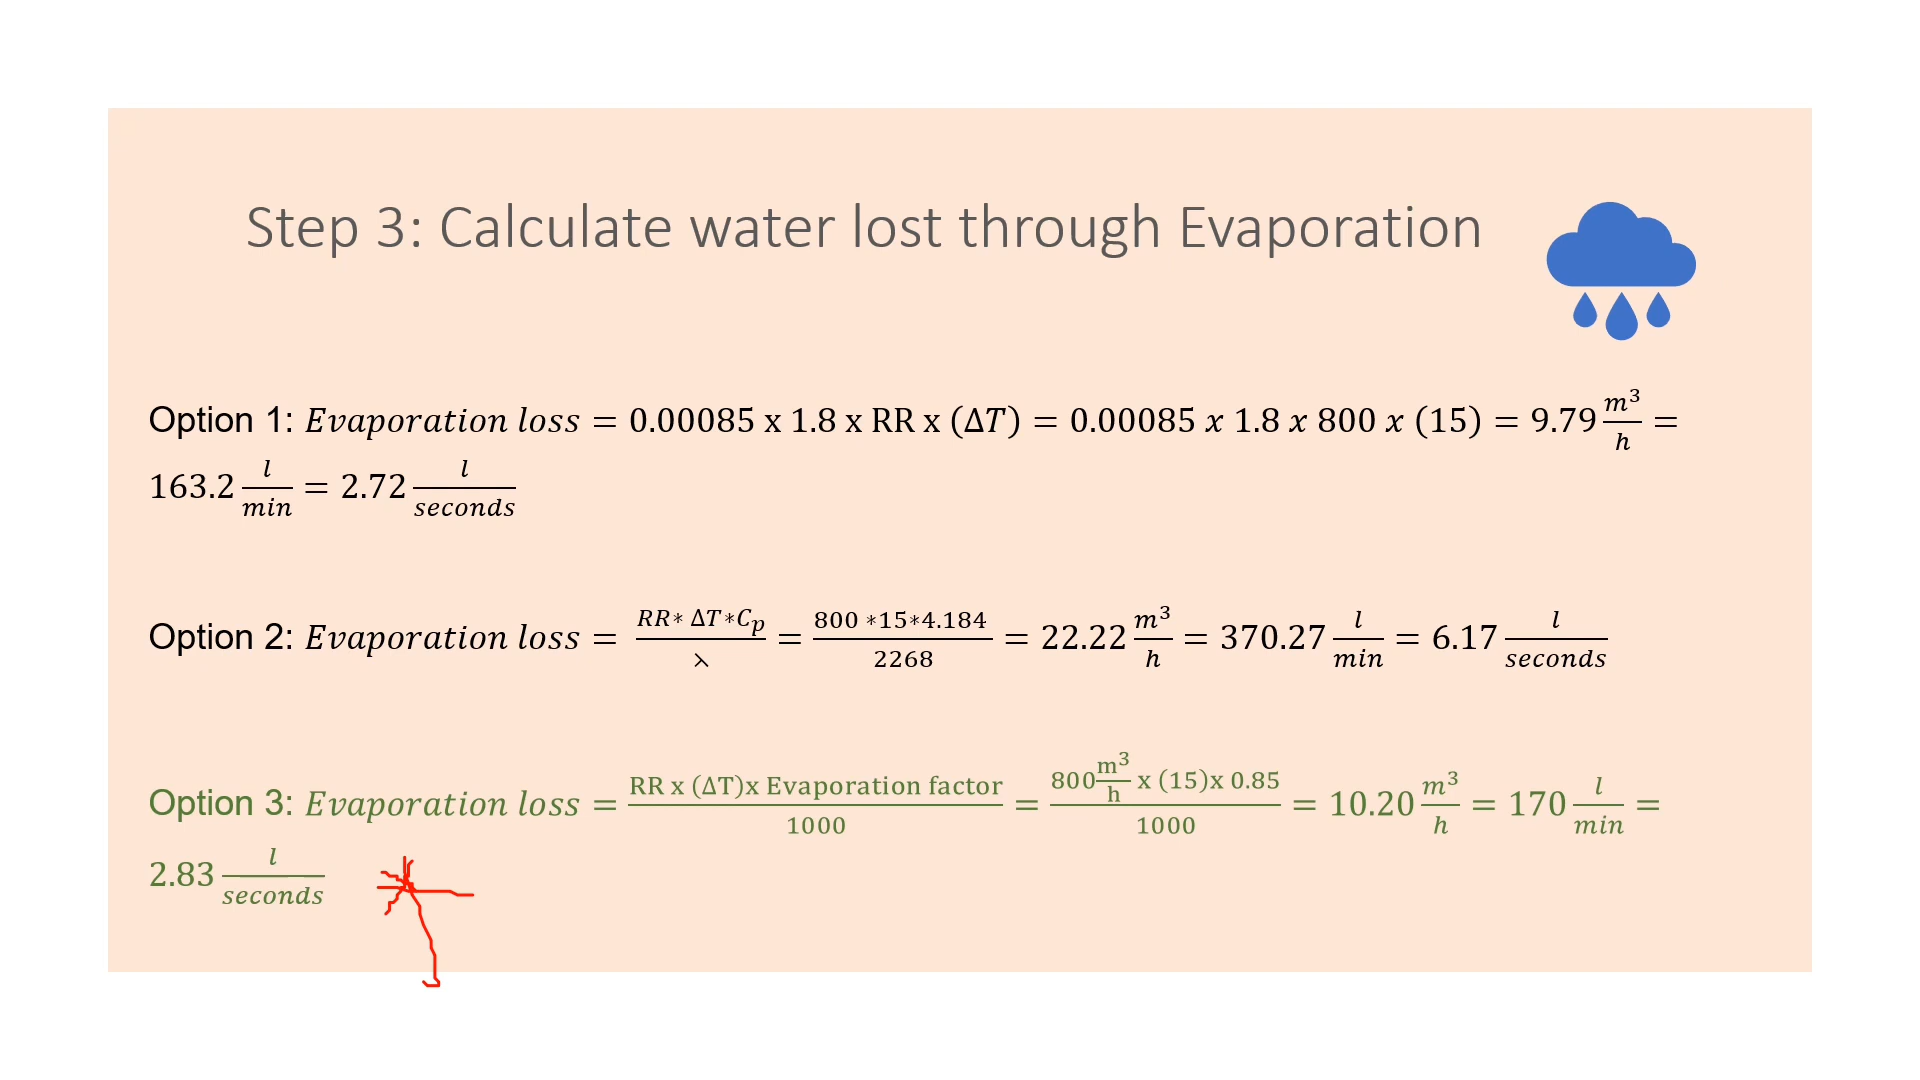 Step 3: Calculate water lost through Evaporation
Option 1: Evaporation loss = 0.00085 x 1.8 x RR x (ΔT) = 0.00085 x 1.8 x 800 x (15) = 9.79 m³/h =
163.2 l/min = 2.72 l/seconds
Option 2: Evaporation loss = RR* ΔT*Cₚ/⋋ = 800 *15*4.184/2268 = 22.22 m³/h = 370.27 l/min = 6.17 l/seconds
Option 3: Evaporation loss = RR x (ΔT)x Evaporation factor/1000 = 800 m³/h x (15)x 0.85/1000 = 10.20 m³/h = 170 l/min =
2.83 l/seconds